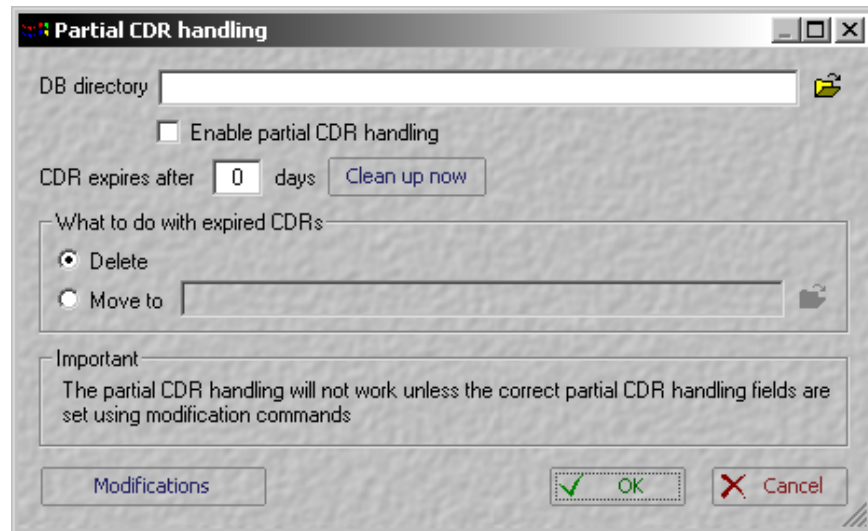 Partial CDR handling
DB directory
Enable partial CDR handling
CDR expires after 0 days Clean up now
What to do with expired CDRs
Delete
Move to
Important
The partial CDR handling will not work unless the correct partial CDR handling fields are
set using modification commands
Modifications OK Cancel